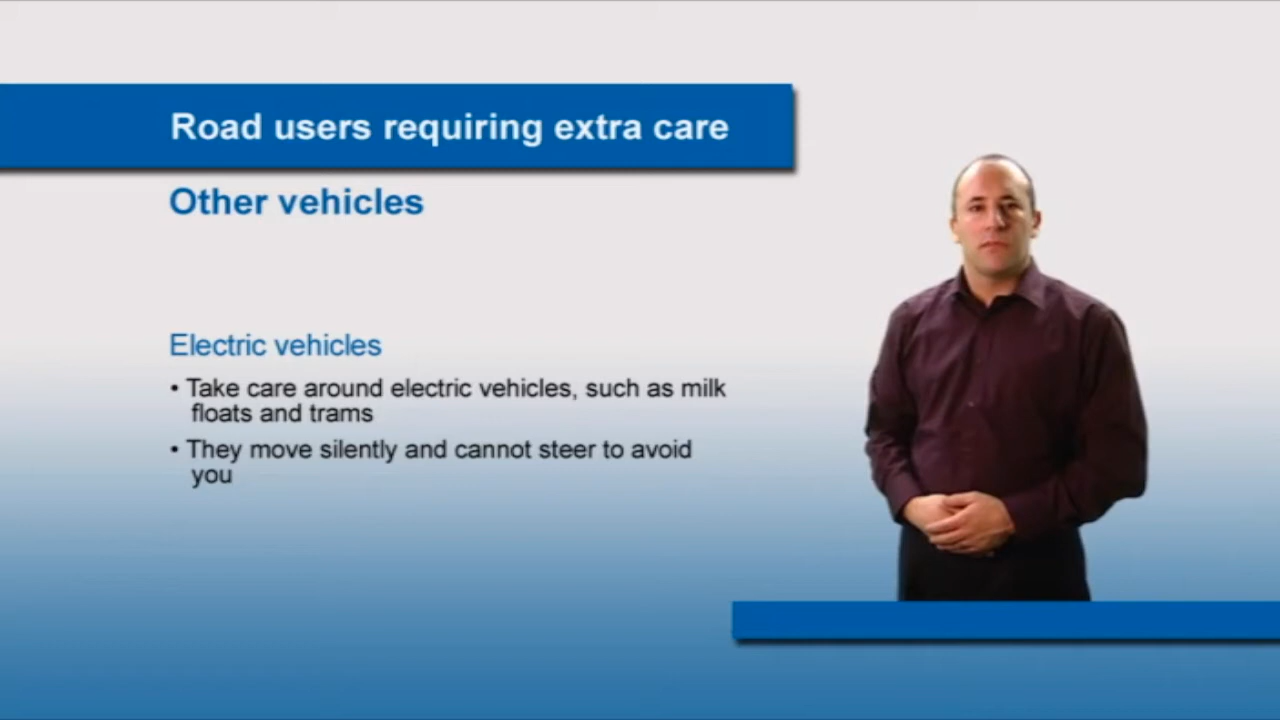 Road users requiring extra care
Other vehicles
Electric vehicles
• Take care around electric vehicles, such as milk
floats and trams
• They move silently and cannot steer to avoid
you